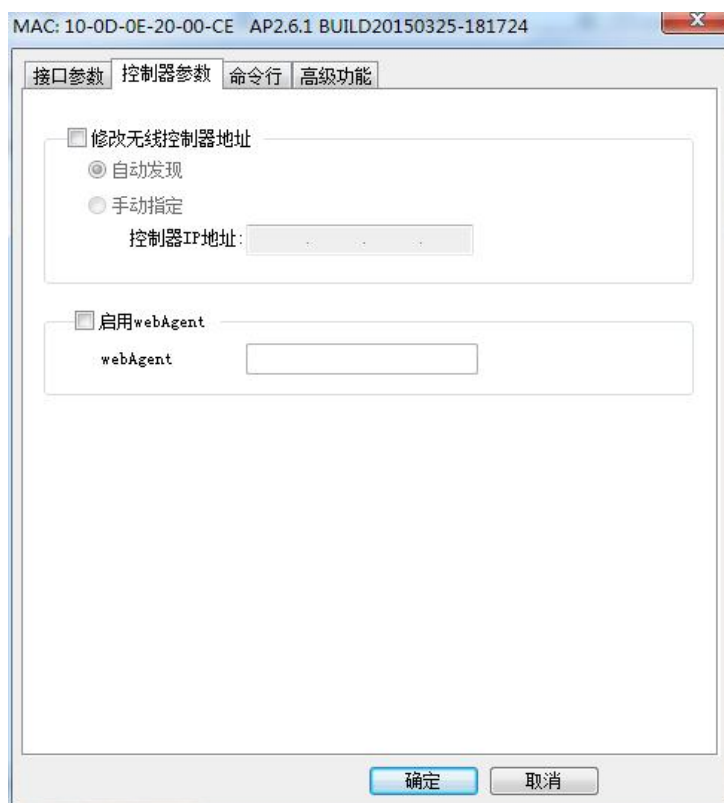 MAC: 10-0D-0E-20-00-CE AP2.6.1 BUILD20150325-181724
接口参数 控制器参数 命令行 高级功能
修改无线控制器地址
自动发现
手动指定
控制器IP地址:
启用webAgent
webAgent
确定 取消